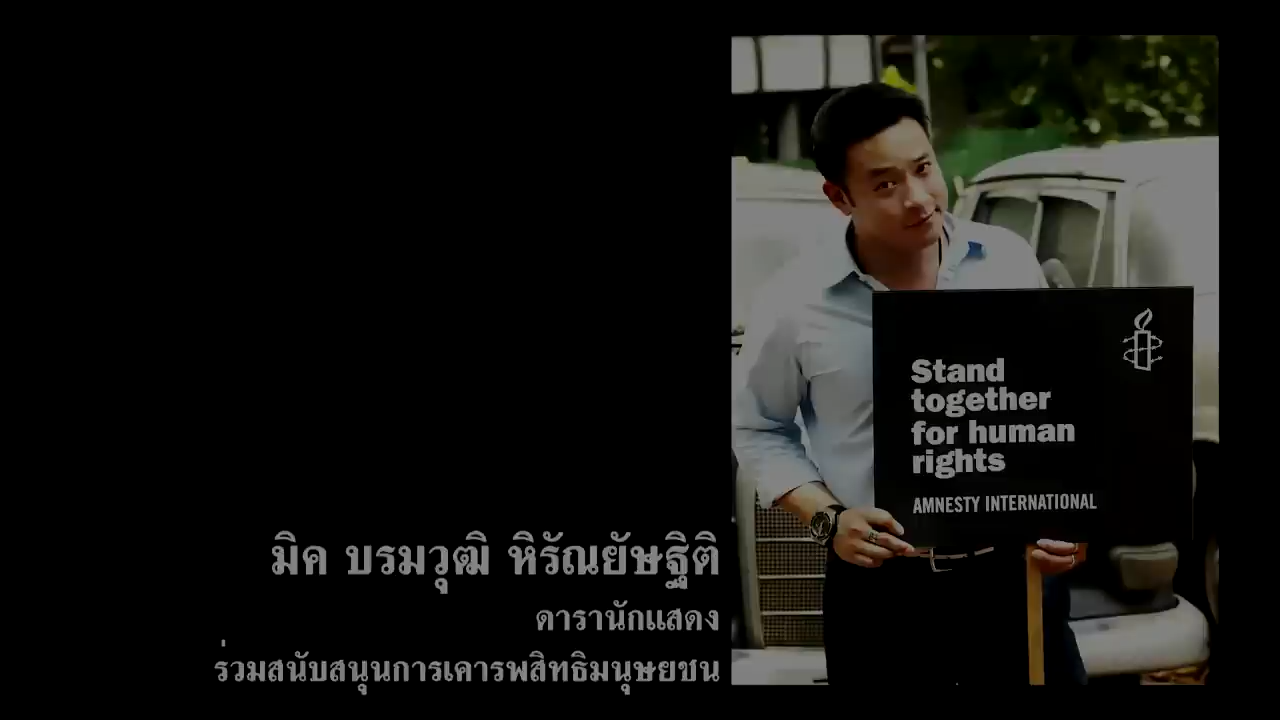 มิค บรมวุฒิ หิรัณยัษฐิติ
ดารานักแสดง
ร่วมสนับสนุนการเคารพสิทธิมนุษยชน
Stand
together
for human
rights
AMNESTY INTERNATIONAL